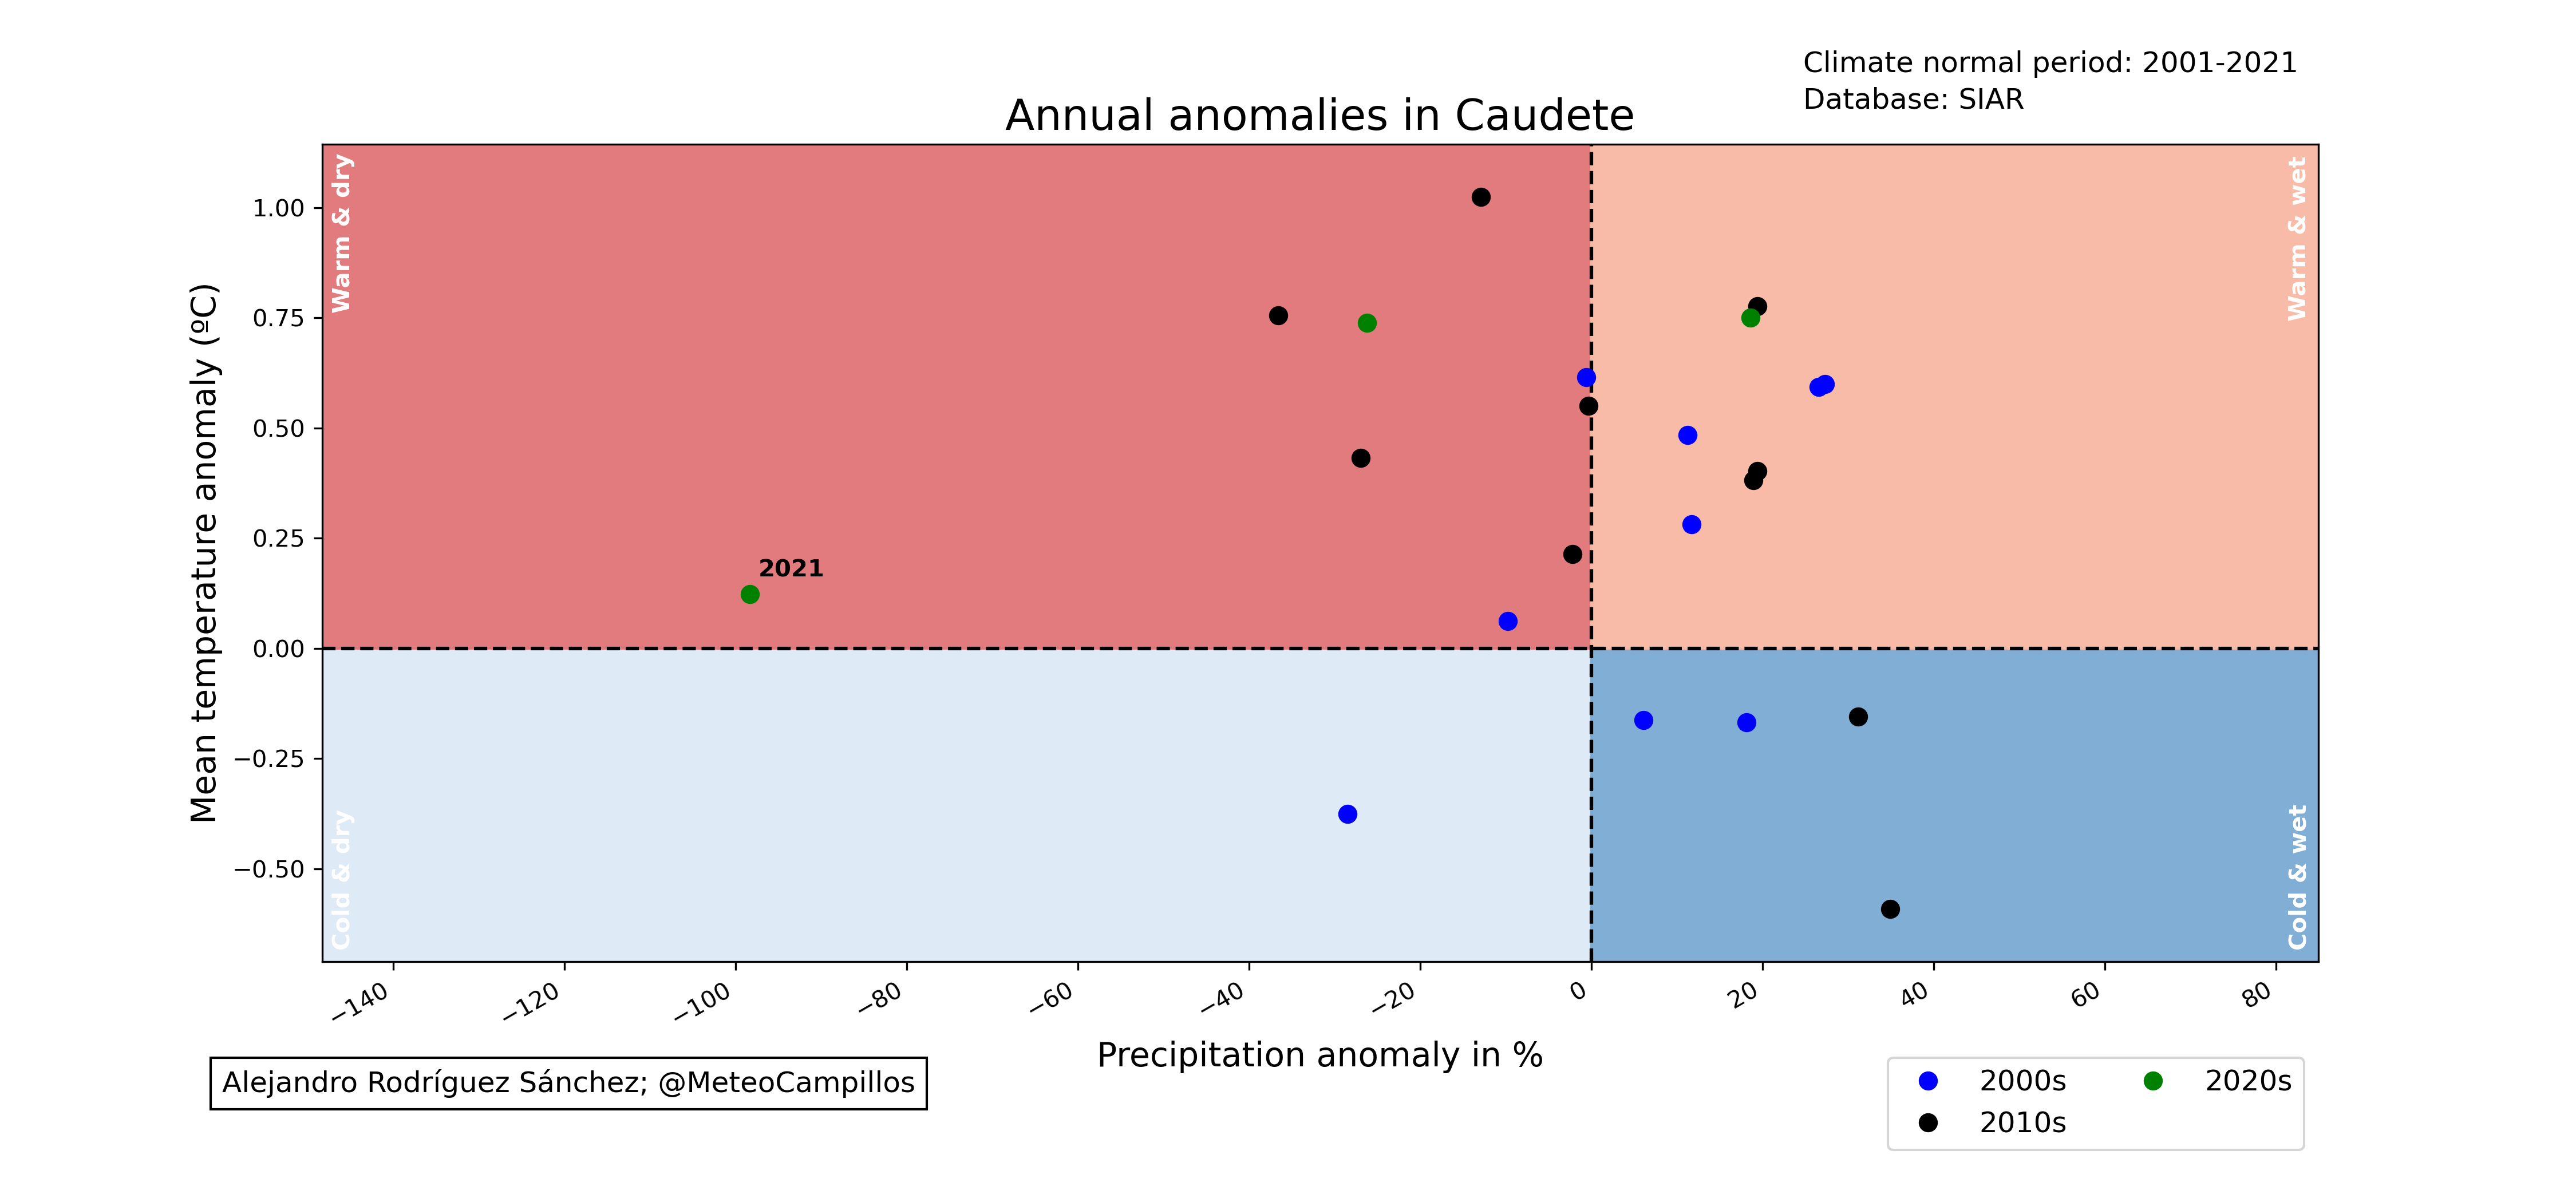 Climate normal period: 2001-2021
Database: SIAR
Annual anomalies in Caudete
Warm & dry
Warm & wet
Mean temperature anomaly (ºC)
1.00
0.75
0.50
0.25
0.00
−0.25
−0.50
2021
Cold & dry
Cold & wet
−140
−120
−100
−80
−60
−40
−20
0
20
40
60
80
Precipitation anomaly in %
Alejandro Rodríguez Sánchez; @MeteoCampillos
2000s
2010s
2020s